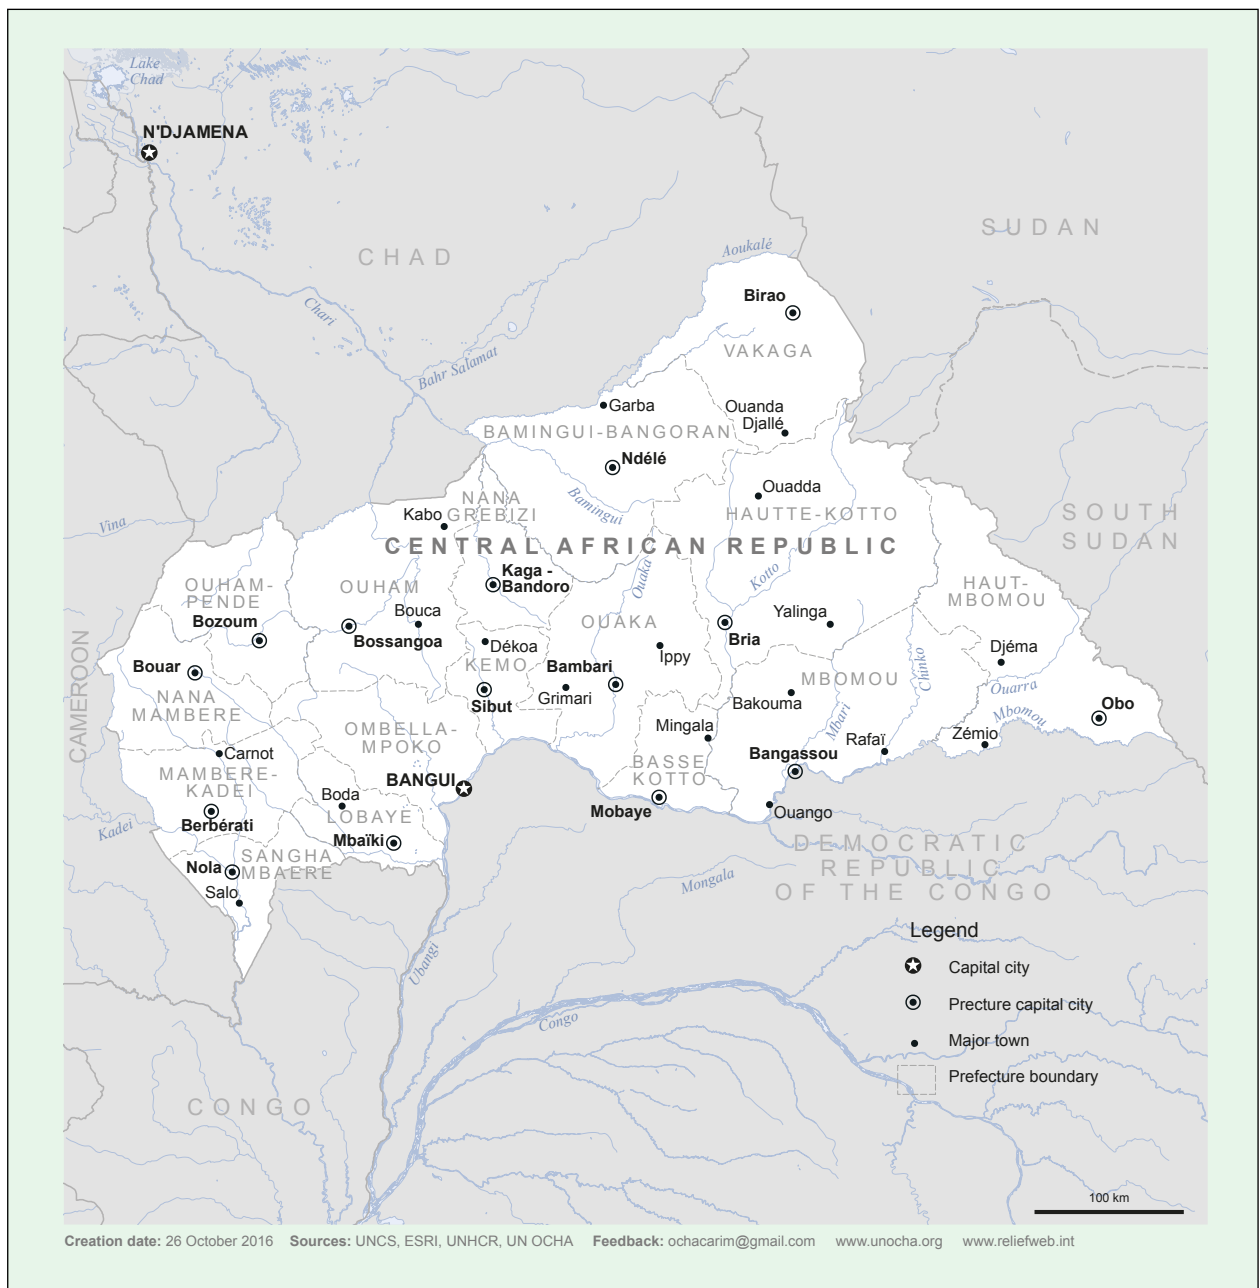 Lake
Chad
N'DJAMENA
CHAD
SUDAN
Aoukalé
Chari
Birao
VAKAGA
Bahr Salamat
Garba
Ouanda
Djallé
BAMINGUI-BANGORAN
Ndélé
Ouadda
Bamingui
NANA
GREBIZI
HAUTTE-KOTTO
Kabo
Vina
SOUTH
SUDAN
CENTRAL AFRICAN REPUBLIC
Kaga -
Bandoro
Ouaka
Kotto
HAUT-
MBOMOU
OUHAM-
PENDE
OUHAM
Bozoum
Bouca
Bossangoa
OUAKA
Bria
Yalinga
Dékoa
KEMO
Ippy
Djéma
CAMEROON
Bouar
Bambari
Grimari
MBOMOU
Chinko
Ouarra
Bakouma
NANA
MAMBERE
Sibut
Obo
Mbomou
Mbari
OMBELLA-
MPOKO
Mingala
Carnot
Bangassou
Rafaï
Zémio
MAMBERE-
KADEI
BANGUI
BASSE
KOTTO
Boda
LOBAYE
Mobaye
Ouango
Kadei
Berbérati
Mbaïki
DEMOCRATIC
REPUBLIC
OF THE CONGO
SANGHA
MBAERE
Nola
Salo
Mongala
Ubangi
Congo
CONGO
Legend
Capital city
Precture capital city
Major town
Prefecture boundary
100 km
Creation date: 26 October 2016 Sources: UNCS, ESRI, UNHCR, UN OCHA Feedback: ochacarim@gmail.com www.unocha.org www.reliefweb.int